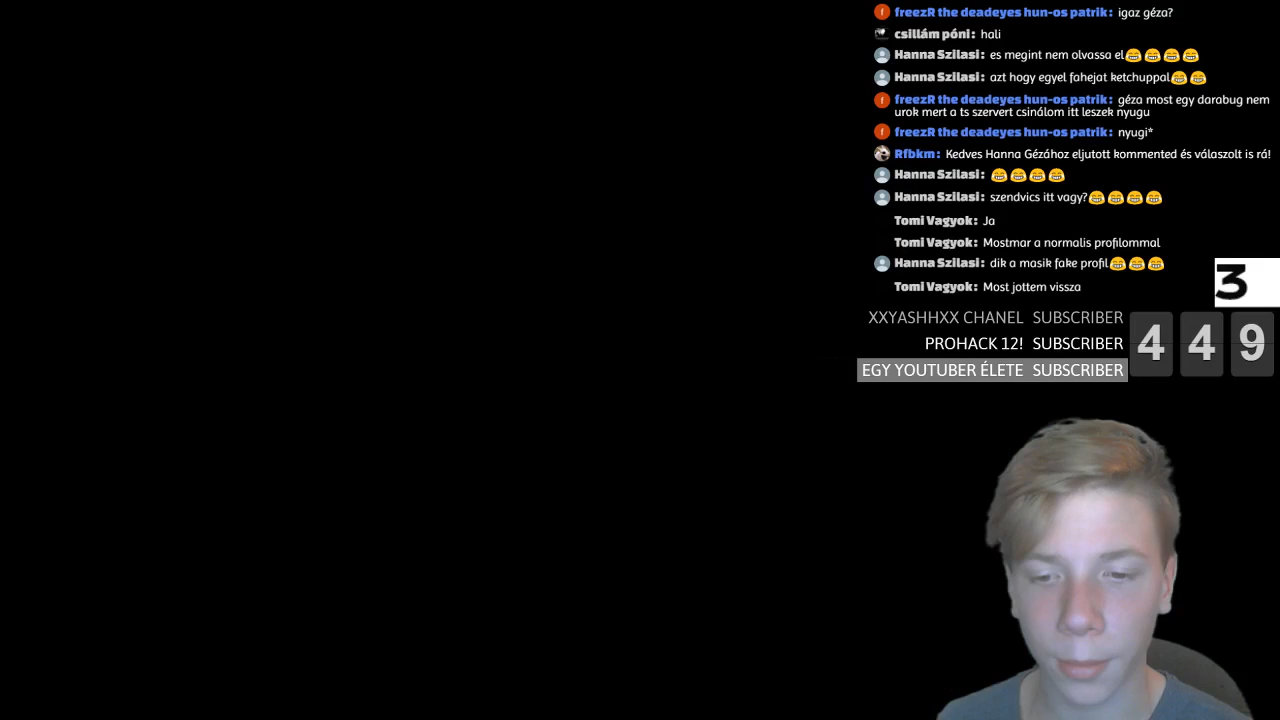 freezR the deadeyes hun-os patrik: igaz géza?
csillám póni: hali
Hanna Szilasi: es megint nem olvassa el😂😂😂😂
Hanna Szilasi: azt hogy egyel fahejat ketchuppal😂😂
freezR the deadeyes hun-os patrik: géza most egy darabug nem
urok mert a ts szervert csinálom itt leszek nyugu
freezR the deadeyes hun-os patrik: nyugi*
Rfbkm: Kedves Hanna Gézához eljutott kommented és válaszolt is rá!
Hanna Szilasi: 😂😂😂😂
Hanna Szilasi: szendvics itt vagy?😂😂😂😂
Tomi Vagyok: Ja
Tomi Vagyok: Mostmar a normalis profilommal
Hanna Szilasi: dik a masik fake profil😂😂😂
Tomi Vagyok: Most jottem vissza
3
XXYASHHXX CHANEL SUBSCRIBER
PROHACK 12! SUBSCRIBER
EGY YOUTUBER ÉLETE SUBSCRIBER
449